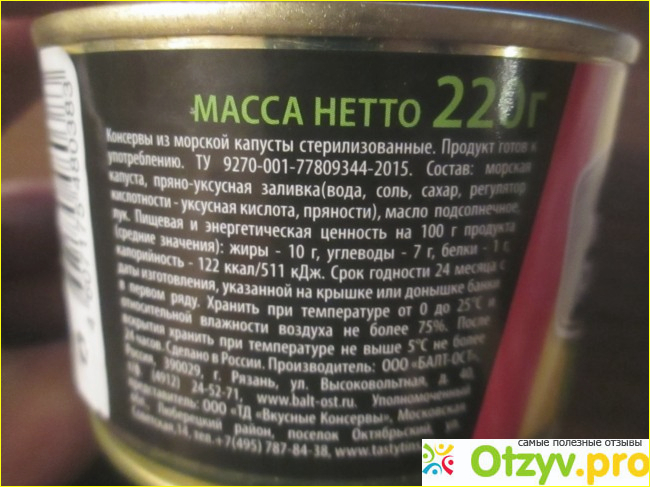 МАССА НЕТТО 220г
Консервы из морской капусты стерилизованные. Продукт готов к
употреблению. ТУ 9270-001-77809344-2015. Состав: морская
капуста, пряно-уксусная заливка(вода, соль, сахар, регулятор
кислотности - уксусная кислота, пряности), масло подсолнечное,
лук. Пищевая и энергетическая ценность на 100 г продукта
(средние значения): жиры - 10 г, углеводы - 7 г, белки - 1 г,
калорийность - 122 ккал/511 кДж. Срок годности 24 месяца с
даты изготовления, указанной на крышке или донышке банки
в первом ряду. Хранить при температуре от 0 до 25°С и
относительной влажности воздуха не более 75%. После
вскрытия хранить при температуре не выше 5°С не более
24 часов. Сделано в России. Производитель: ООО «БАЛТ-ОСТ»,
Россия, 390029, г. Рязань, ул. Высоковольтная, д. 40,
т/ф (4912) 24-52-71, www.balt-ost.ru. Уполномоченный
представитель: ООО «ТД «Вкусные Консервы», Московская
обл., Люберецкий район, поселок Октябрьский, ул.
Советская,14, тел.+7(495) 787-84-38,
самые полезные отзывы
Otzyv.pro